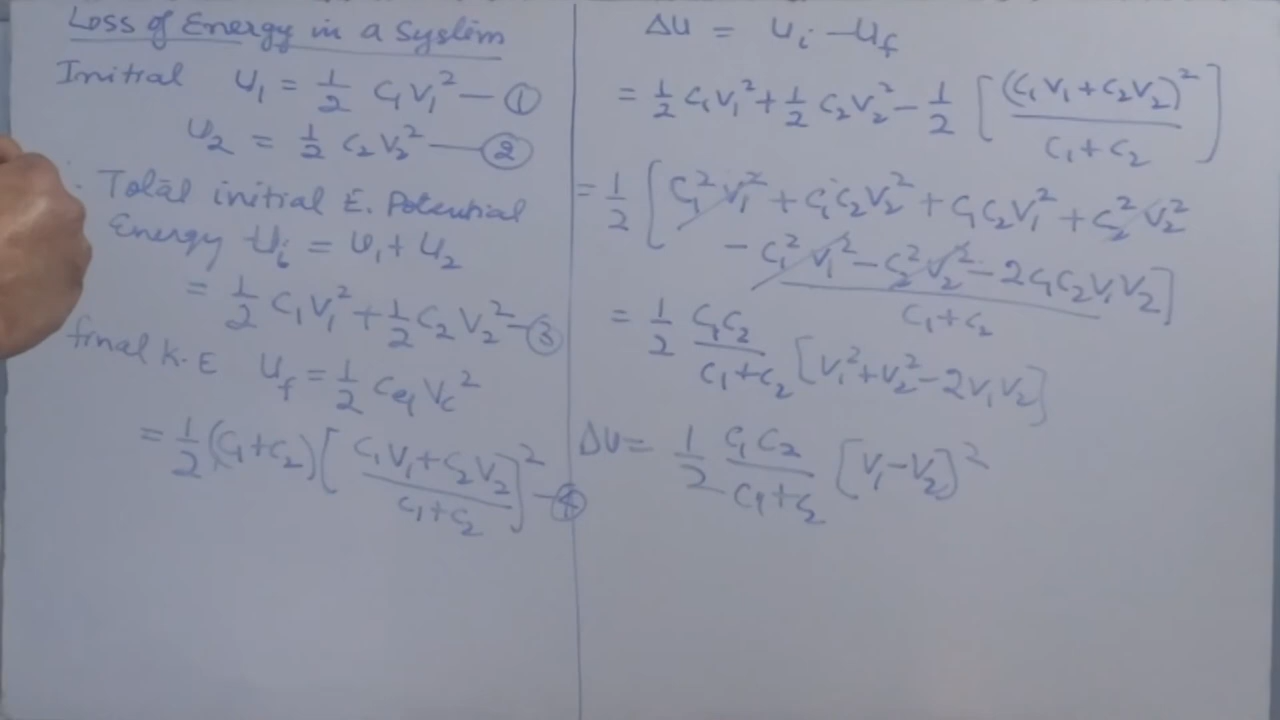 Loss of Energy in a System
Initial U₁ = 1/2 C₁V₁² — ①
U₂ = 1/2 C₂V₂² — ②
∴ Total initial E. Potential
Energy Uᵢ = U₁ + U₂
= 1/2 C₁V₁² + 1/2 C₂V₂² — ③
final K.E U_f = 1/2 C_eq V_c²
= 1/2 (C₁+C₂) [(C₁V₁+C₂V₂)/(C₁+C₂)]² — ④
ΔU = Uᵢ − U_f
= 1/2 C₁V₁² + 1/2 C₂V₂² − 1/2 [(C₁V₁+C₂V₂)²/(C₁+C₂)]
= 1/2 [C₁²V₁² + C₁C₂V₂² + C₁C₂V₁² + C₂²V₂²
− C₁²V₁² − C₂²V₂² − 2C₁C₂V₁V₂]
C₁+C₂
= 1/2 C₁C₂/(C₁+C₂) [V₁²+V₂²−2V₁V₂]
ΔU = 1/2 C₁C₂/(C₁+C₂) [V₁−V₂)²